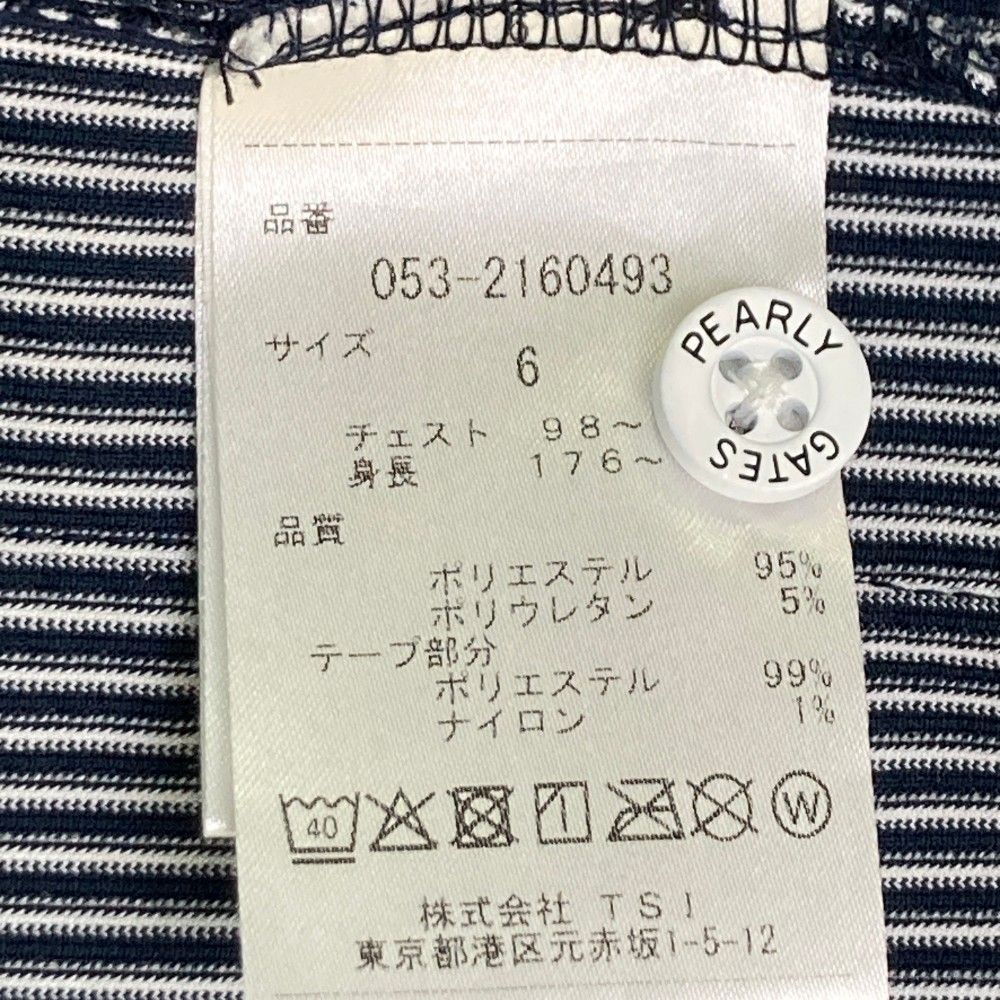 品番
053-2160493
サイズ
6
PEARLY
GATES
チェスト 98～
身長 176～
品質
ポリエステル 95%
ポリウレタン 5%
テープ部分
ポリエステル 99%
ナイロン 1%
40
W
株式会社 TSI
東京都港区元赤坂1-5-12